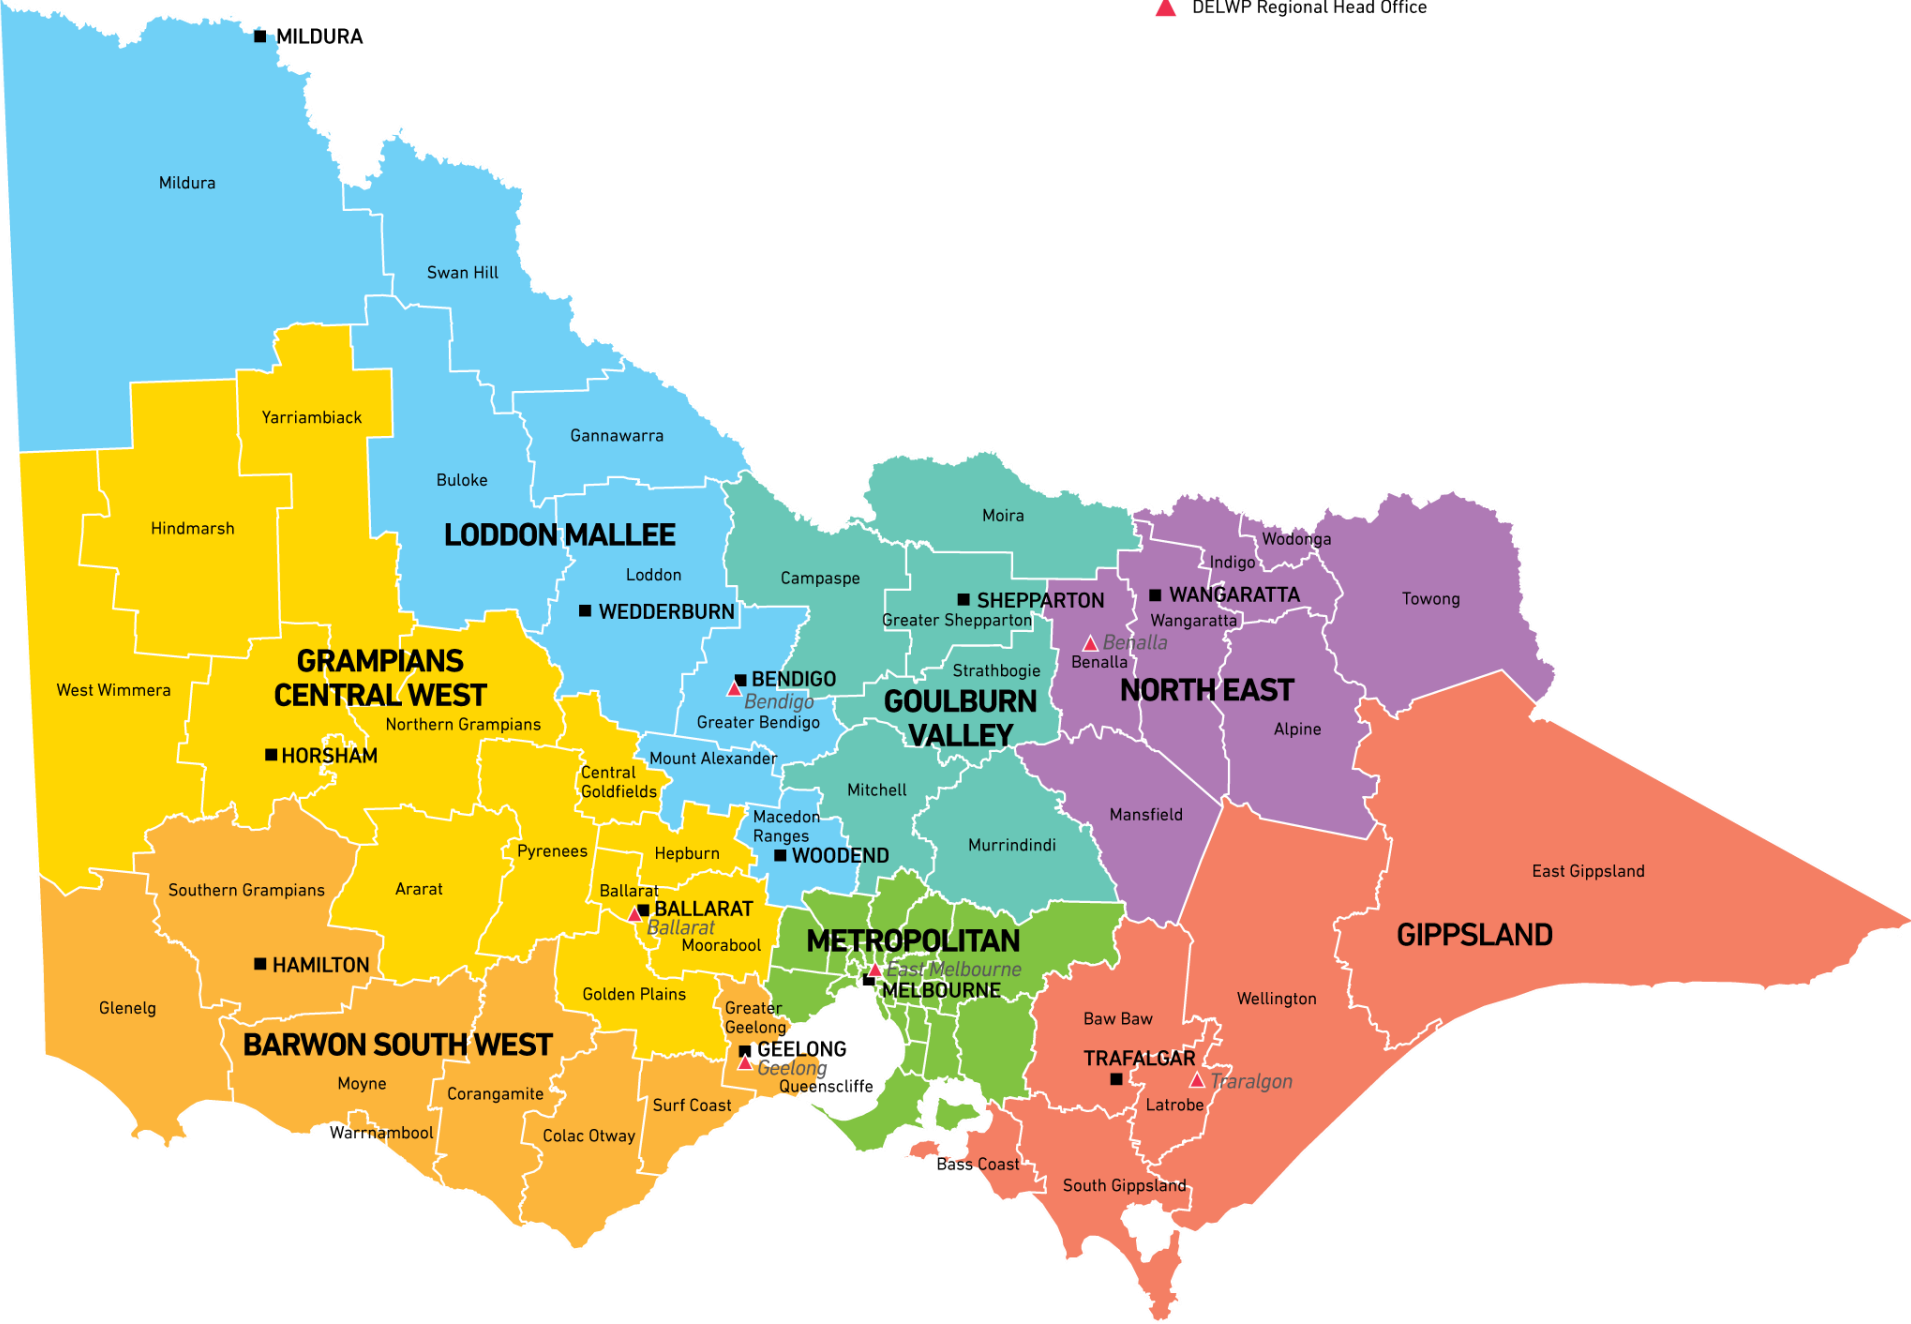 DELWP Regional Head Office
MILDURA
Mildura
Swan Hill
Yarriambiack
Gannawarra
Buloke
Hindmarsh
LODDON MALLEE
Moira
Wodonga
Indigo
Loddon
Campaspe
WEDDERBURN
SHEPPARTON
Greater Shepparton
WANGARATTA
Wangaratta
Towong
Benalla
Benalla
GRAMPIANS
CENTRAL WEST
West Wimmera
Northern Grampians
BENDIGO
Bendigo
Greater Bendigo
Strathbogie
GOULBURN
VALLEY
NORTH EAST
Alpine
HORSHAM
Mount Alexander
Central
Goldfields
Mitchell
Macedon
Ranges
WOODEND
Mansfield
Murrindindi
Pyrenees
Hepburn
East Gippsland
Southern Grampians
Ararat
Ballarat
BALLARAT
Ballarat
Moorabool
METROPOLITAN
GIPPSLAND
HAMILTON
East Melbourne
MELBOURNE
Golden Plains
Wellington
Glenelg
Greater
Geelong
Baw Baw
BARWON SOUTH WEST
GEELONG
Geelong
Queenscliffe
TRAFALGAR
Traralgon
Moyne
Corangamite
Surf Coast
Latrobe
Warrnambool
Colac Otway
Bass Coast
South Gippsland